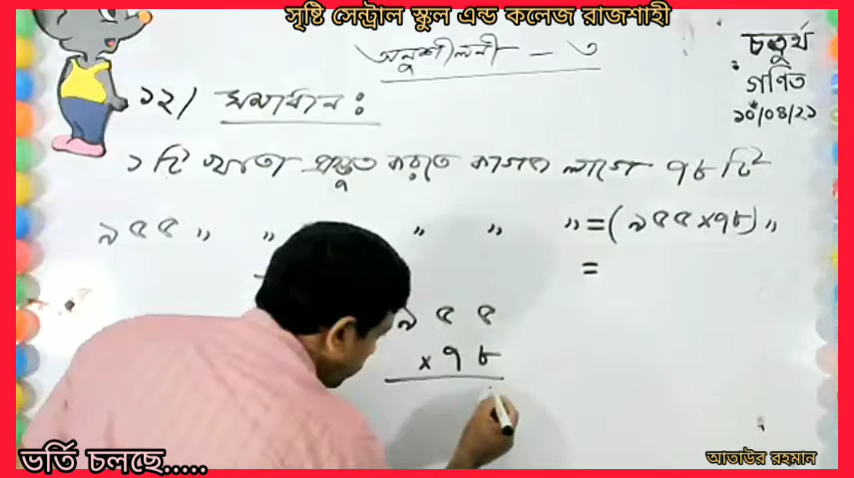 সৃষ্টি সেন্ট্রাল স্কুল এন্ড কলেজ রাজশাহী
অনুশীলনী - ৩
চতুর্থ
গণিত
১০/০৪/২১
১২। সমাধান :
১ টি খাতা প্রস্তুত করতে কাগজ লাগে ৭৮ টি
৯৫৫ " " " " " = (৯৫৫ × ৭৮) "
=
৯৫৫
× ৭৮
ভর্তি চলছে.....
আতাউর রহমান